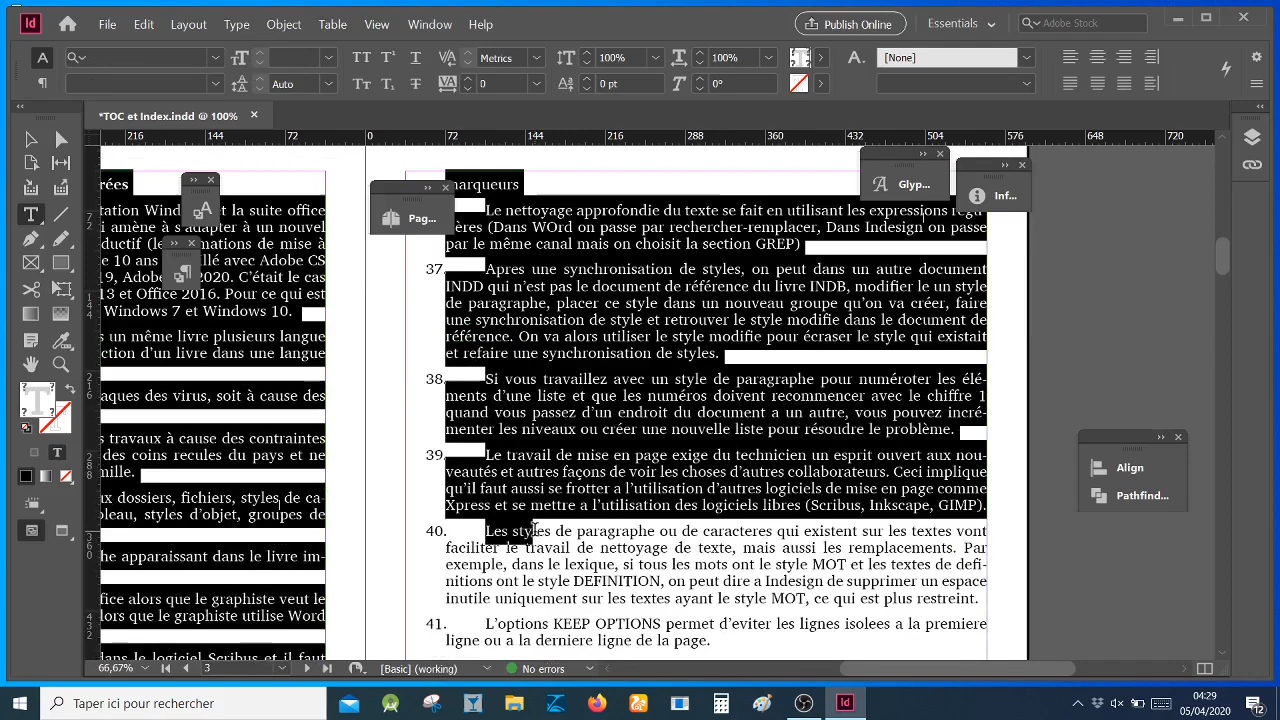 File Edit Layout Type Object Table View Window Help
Publish Online
Essentials
Adobe Stock
Metrics
100%
100%
[None]
Auto
0
0 pt
0°
*TOC et Index.indd @ 100%
216 144 72 0 72 144 216 288 360 432 504 576 648 720
Glyp...
Inf...
Pag...
Align
Pathfind...
rées
tation Wind
et la suite office
i amène à s'adapter à un nouvel
ductif (le
mations de mise à
e 10 ans
illé avec Adobe CS
19, Adobe
2020. C'était le cas
13 et Office 2016. Pour ce qui est
Windows 7 et Windows 10.
s un même livre plusieurs langue
ction d'un livre dans une langue
aques des virus, soit à cause des
s travaux à cause des contraintes
des coins recules du pays et ne
mille.
ux dossiers, fichiers, styles de ca-
bleau, styles d'objet, groupes de
he apparaissant dans le livre im-
fice alors que le graphiste veut le
lors que le graphiste utilise Word
dans le logiciel Scribus et il faut
marqueurs
Le nettoyage approfondie du texte se fait en utilisant les expressions régu-
lières (Dans WOrd on passe par rechercher-remplacer, Dans Indesign on passe
par le même canal mais on choisit la section GREP)
37. Apres une synchronisation de styles, on peut dans un autre document
INDD qui n'est pas le document de référence du livre INDB, modifier le un style
de paragraphe, placer ce style dans un nouveau groupe qu'on va créer, faire
une synchronisation de style et retrouver le style modifie dans le document de
référence. On va alors utiliser le style modifie pour écraser le style qui existait
et refaire une synchronisation de styles.
38. Si vous travaillez avec un style de paragraphe pour numéroter les élé-
ments d'une liste et que les numéros doivent recommencer avec le chiffre 1
quand vous passez d'un endroit du document a un autre, vous pouvez incré-
menter les niveaux ou créer une nouvelle liste pour résoudre le problème.
39. Le travail de mise en page exige du technicien un esprit ouvert aux nou-
veautés et autres façons de voir les choses d'autres collaborateurs. Ceci implique
qu'il faut aussi se frotter a l'utilisation d'autres logiciels de mise en page comme
Xpress et se mettre a l'utilisation des logiciels libres (Scribus, Inkscape, GIMP).
40. Les styles de paragraphe ou de caracteres qui existent sur les textes vont
faciliter le travail de nettoyage de texte, mais aussi les remplacements. Par
exemple, dans le lexique, si tous les mots ont le style MOT et les textes de defi-
nitions ont le style DEFINITION, on peut dire a Indesign de supprimer un espace
inutile uniquement sur les textes ayant le style MOT, ce qui est plus restreint.
41. L'options KEEP OPTIONS permet d'eviter les lignes isolees a la premiere
ligne ou a la derniere ligne de la page.
66,67%
3
[Basic] (working)
No errors
Taper ici pour rechercher
04:29
05/04/2020